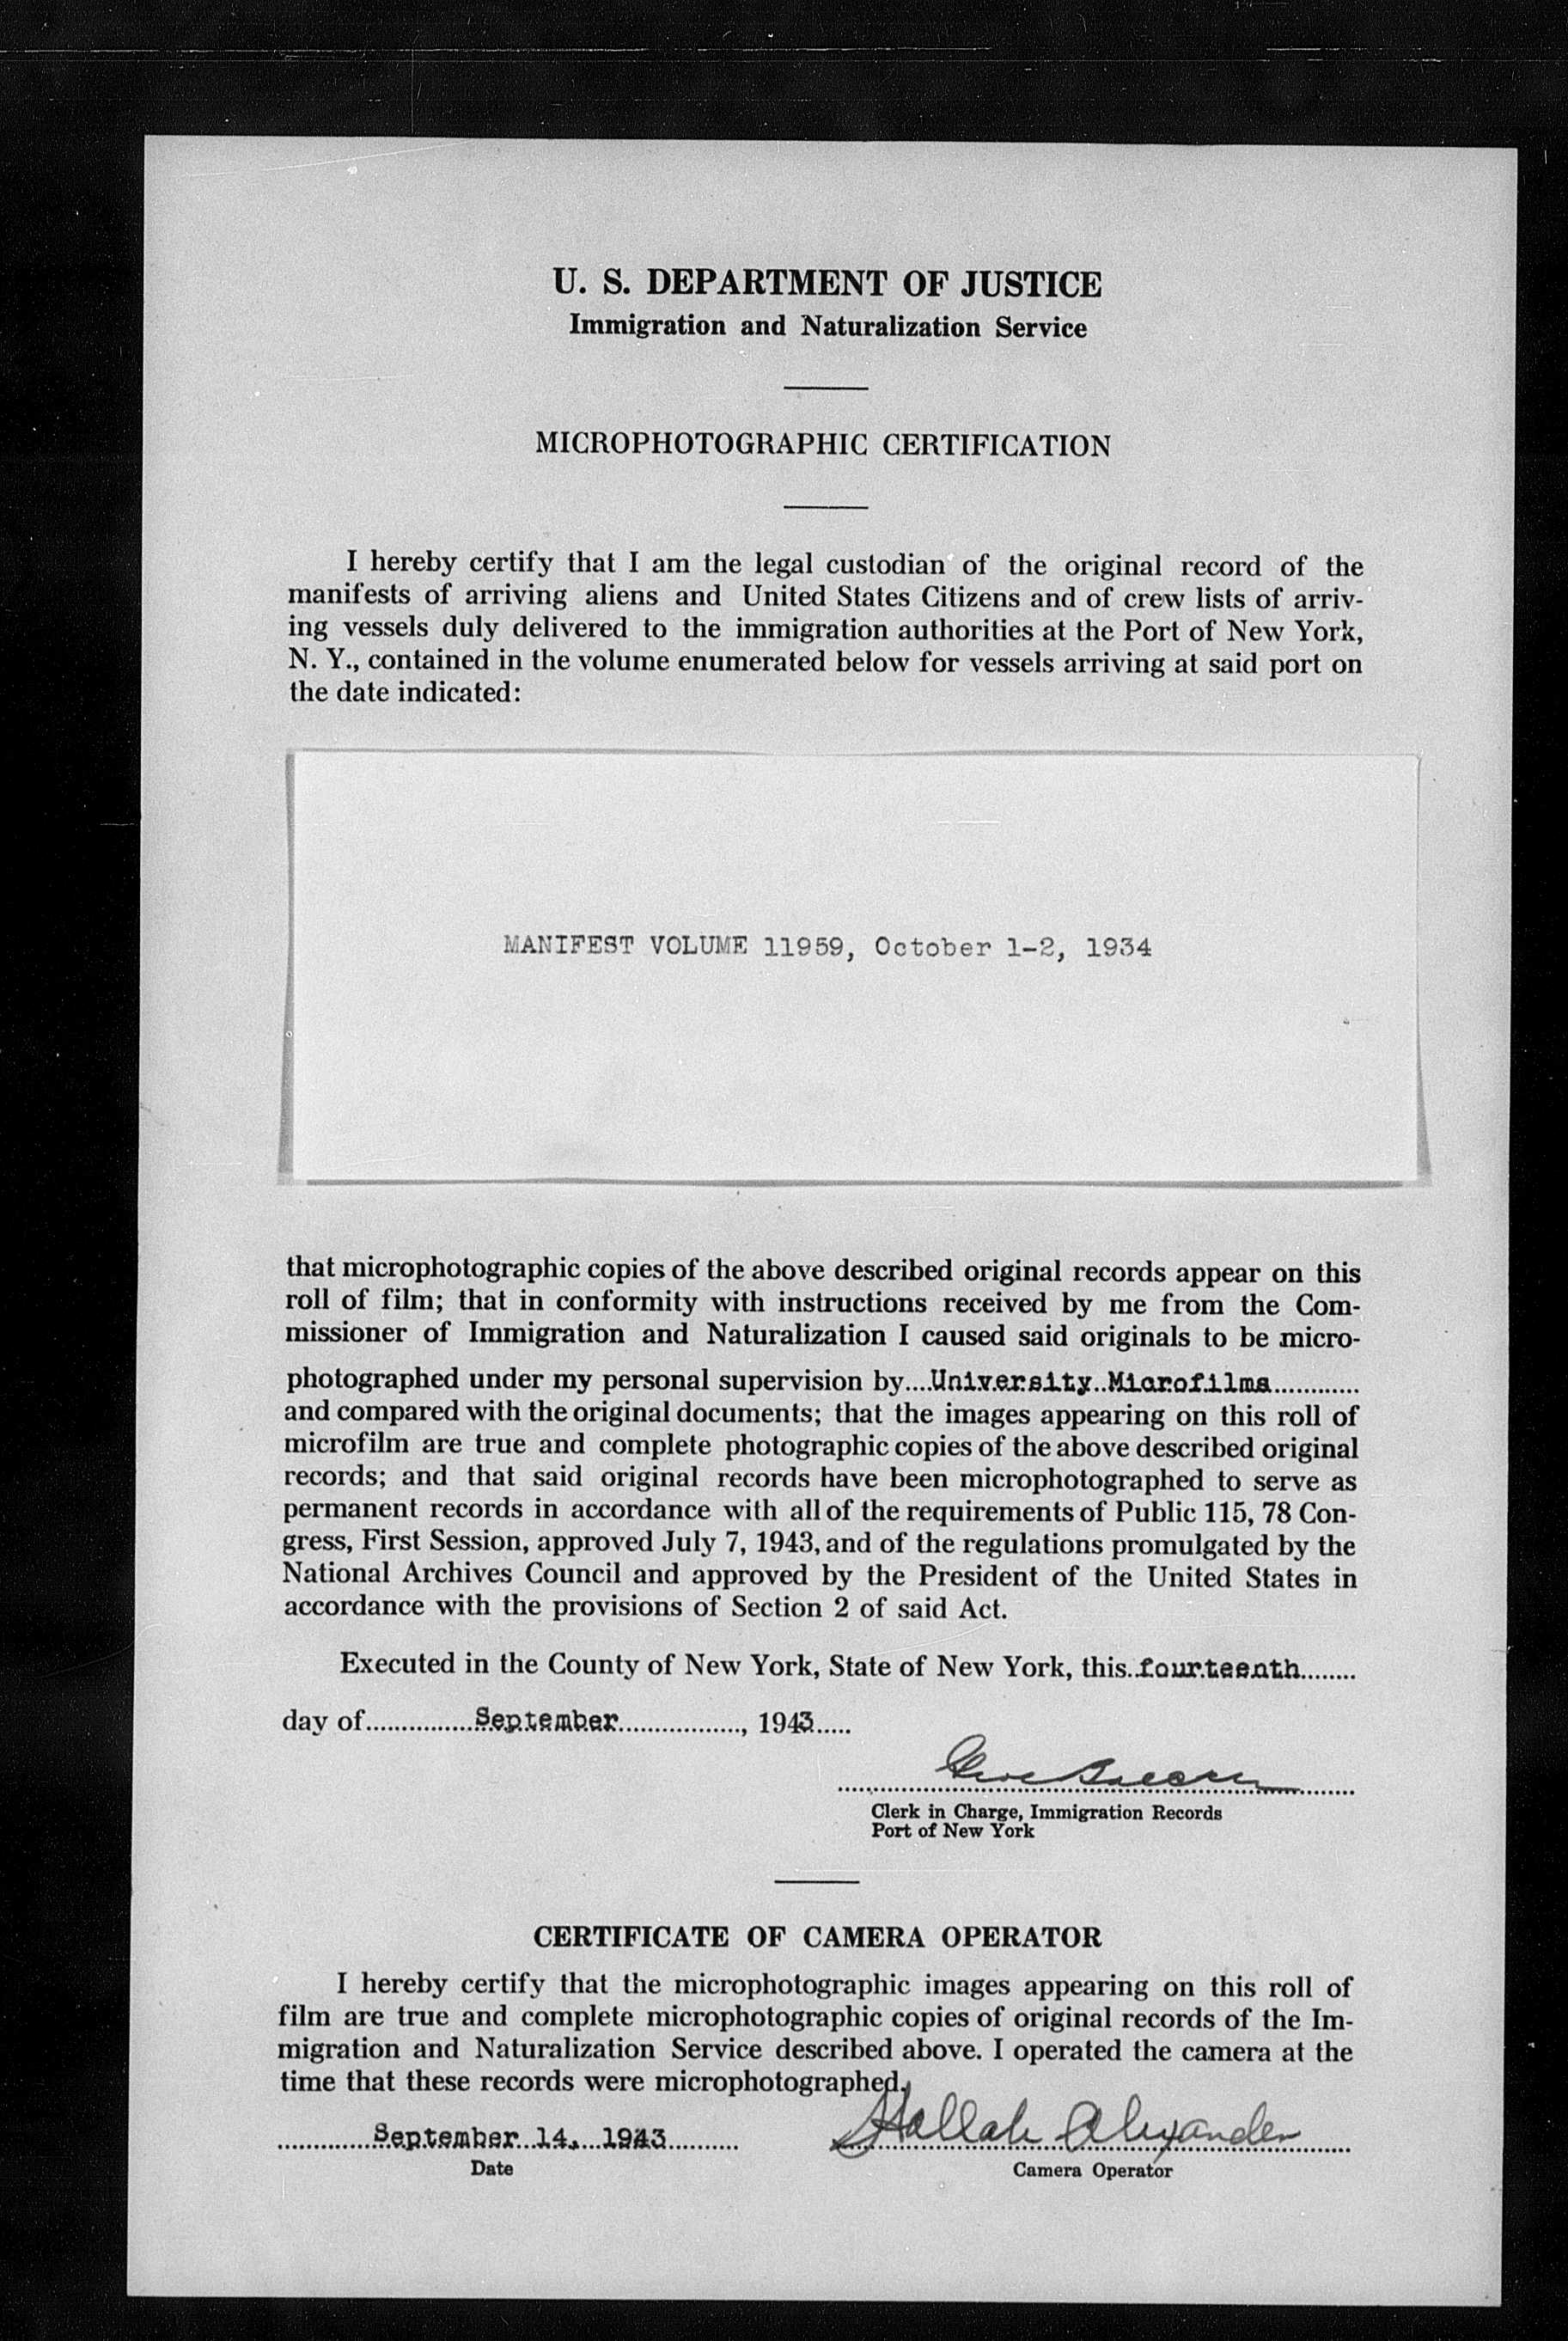 U. S. DEPARTMENT OF JUSTICE
Immigration and Naturalization Service
MICROPHOTOGRAPHIC CERTIFICATION
I hereby certify that I am the legal custodian of the original record of the
manifests of arriving aliens and United States Citizens and of crew lists of arriv-
ing vessels duly delivered to the immigration authorities at the Port of New York,
N. Y., contained in the volume enumerated below for vessels arriving at said port on
the date indicated:
MANIFEST VOLUME 11959, October 1-2, 1934
that microphotographic copies of the above described original records appear on this
roll of film; that in conformity with instructions received by me from the Com-
missioner of Immigration and Naturalization I caused said originals to be micro-
photographed under my personal supervision by....University Microfilms............
and compared with the original documents; that the images appearing on this roll of
microfilm are true and complete photographic copies of the above described original
records; and that said original records have been microphotographed to serve as
permanent records in accordance with all of the requirements of Public 115, 78 Con-
gress, First Session, approved July 7, 1943, and of the regulations promulgated by the
National Archives Council and approved by the President of the United States in
accordance with the provisions of Section 2 of said Act.
Executed in the County of New York, State of New York, this..fourteenth........
day of...............September................., 1943.....
Clerk in Charge, Immigration Records
Port of New York
CERTIFICATE OF CAMERA OPERATOR
I hereby certify that the microphotographic images appearing on this roll of
film are true and complete microphotographic copies of original records of the Im-
migration and Naturalization Service described above. I operated the camera at the
time that these records were microphotographed.
September 14, 1943 Hallah Alexander
Date Camera Operator